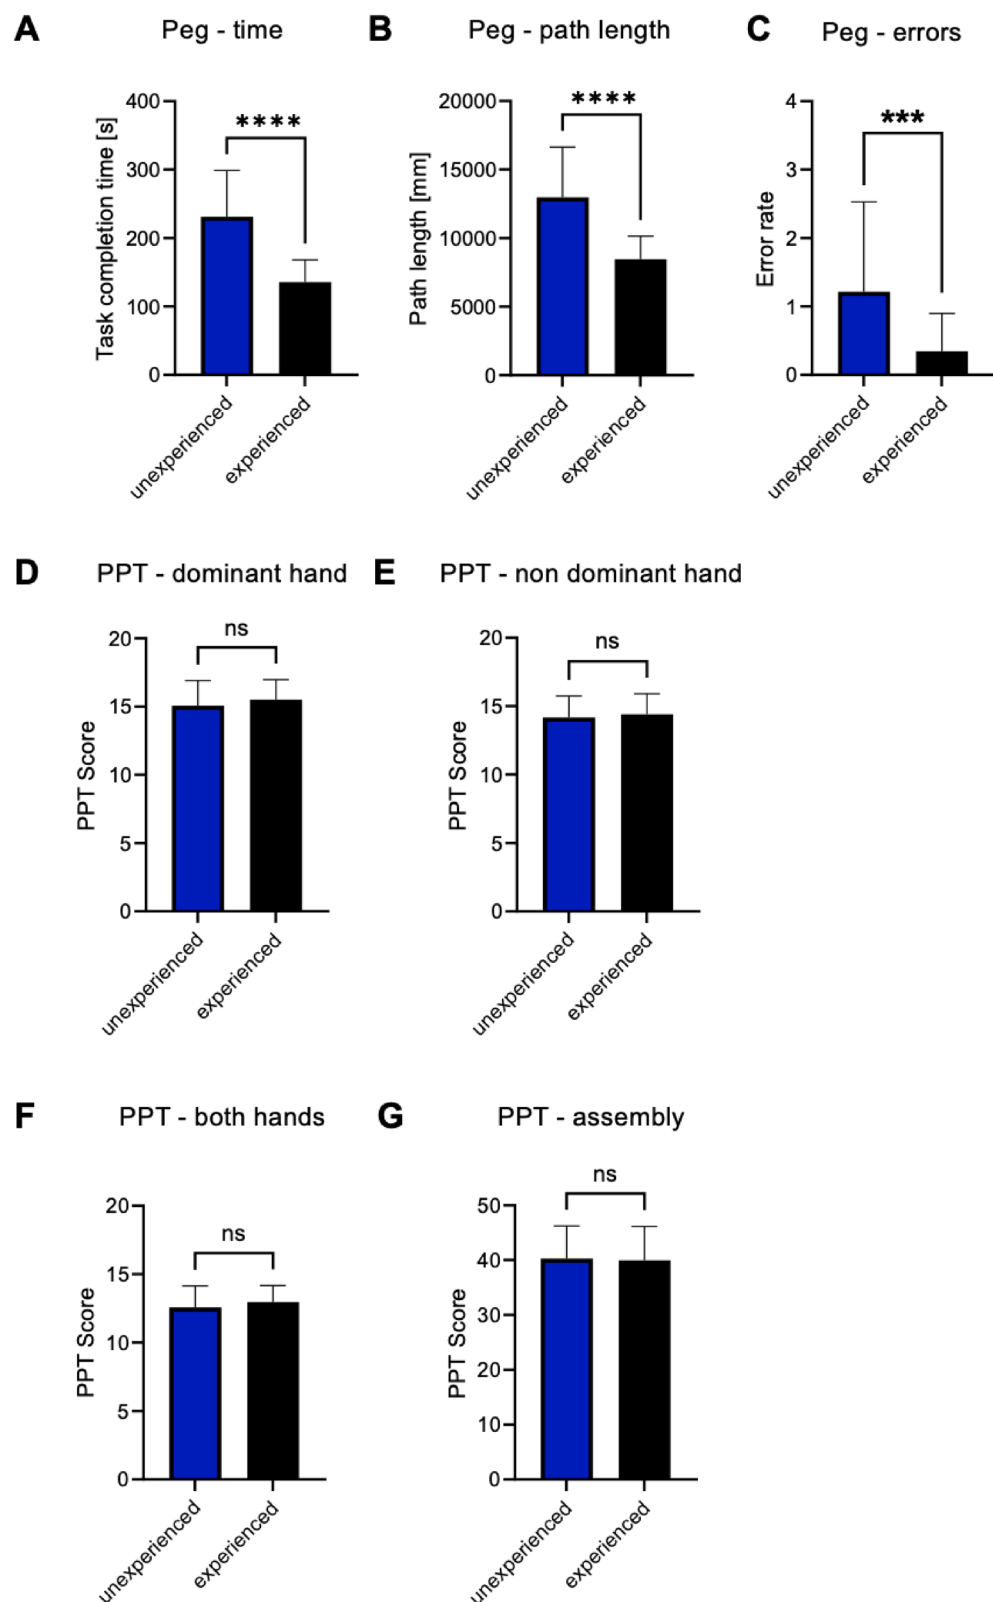 A Peg - time
400
300
200
100
0
Task completion time [s]
****
unexperienced
experienced
B Peg - path length
20000
15000
10000
5000
0
Path length [mm]
****
unexperienced
experienced
C Peg - errors
4
3
2
1
0
Error rate
***
unexperienced
experienced
D PPT - dominant hand
20
15
10
5
0
PPT Score
ns
unexperienced
experienced
E PPT - non dominant hand
20
15
10
5
0
PPT Score
ns
unexperienced
experienced
F PPT - both hands
20
15
10
5
0
PPT Score
ns
unexperienced
experienced
G PPT - assembly
50
40
30
20
10
0
PPT Score
ns
unexperienced
experienced